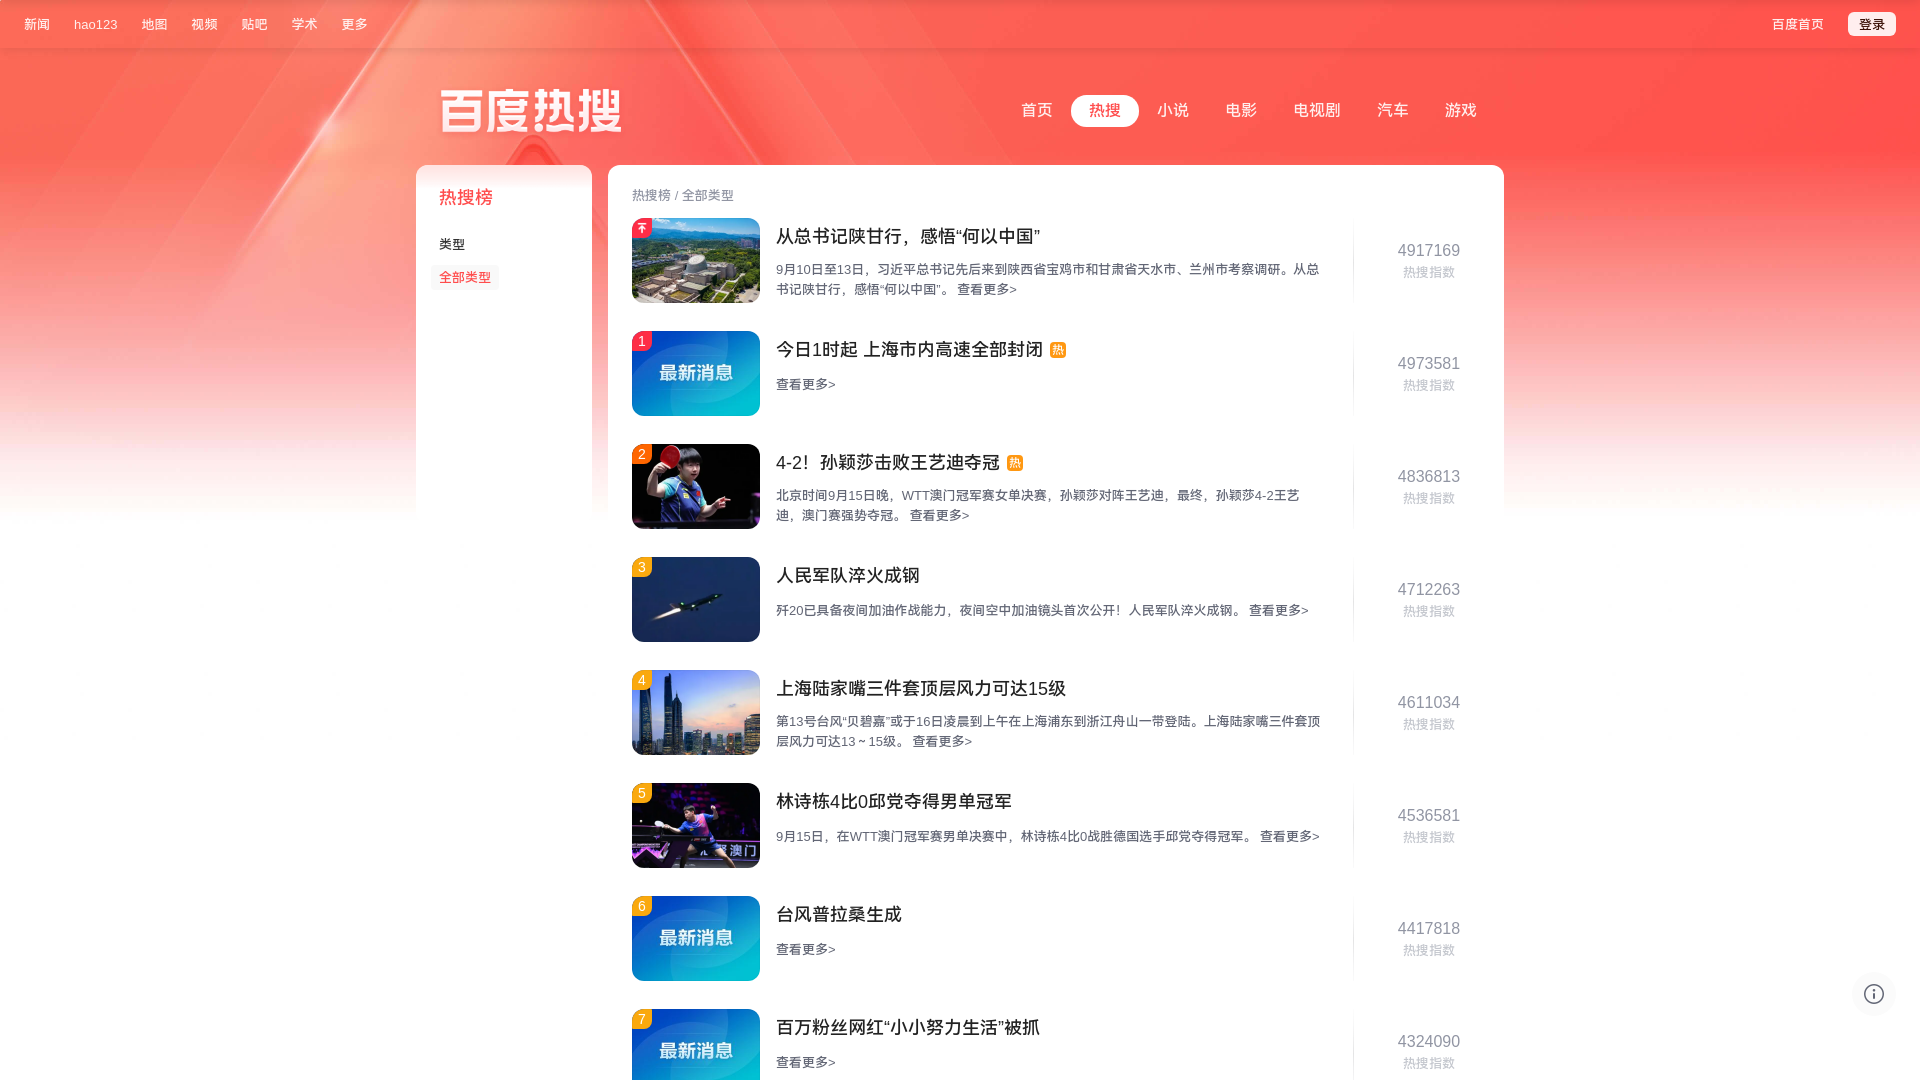 新闻 hao123 地图 视频 贴吧 学术 更多 百度首页 登录
百度热搜
首页 热搜 小说 电影 电视剧 汽车 游戏
热搜榜
类型
全部类型
热搜榜 / 全部类型
从总书记陕甘行，感悟“何以中国”
9月10日至13日，习近平总书记先后来到陕西省宝鸡市和甘肃省天水市、兰州市考察调研。从总
书记陕甘行，感悟“何以中国”。 查看更多>
4917169
热搜指数
1
最新消息
今日1时起 上海市内高速全部封闭 热
查看更多>
4973581
热搜指数
2
4-2！孙颖莎击败王艺迪夺冠 热
北京时间9月15日晚，WTT澳门冠军赛女单决赛，孙颖莎对阵王艺迪，最终，孙颖莎4-2王艺
迪，澳门赛强势夺冠。 查看更多>
4836813
热搜指数
3
人民军队淬火成钢
歼20已具备夜间加油作战能力，夜间空中加油镜头首次公开！人民军队淬火成钢。 查看更多>
4712263
热搜指数
4
上海陆家嘴三件套顶层风力可达15级
第13号台风“贝碧嘉”或于16日凌晨到上午在上海浦东到浙江舟山一带登陆。上海陆家嘴三件套顶
层风力可达13～15级。 查看更多>
4611034
热搜指数
5
澳门
林诗栋4比0邱党夺得男单冠军
9月15日，在WTT澳门冠军赛男单决赛中，林诗栋4比0战胜德国选手邱党夺得冠军。 查看更多>
4536581
热搜指数
6
最新消息
台风普拉桑生成
查看更多>
4417818
热搜指数
7
最新消息
百万粉丝网红“小小努力生活”被抓
查看更多>
4324090
热搜指数